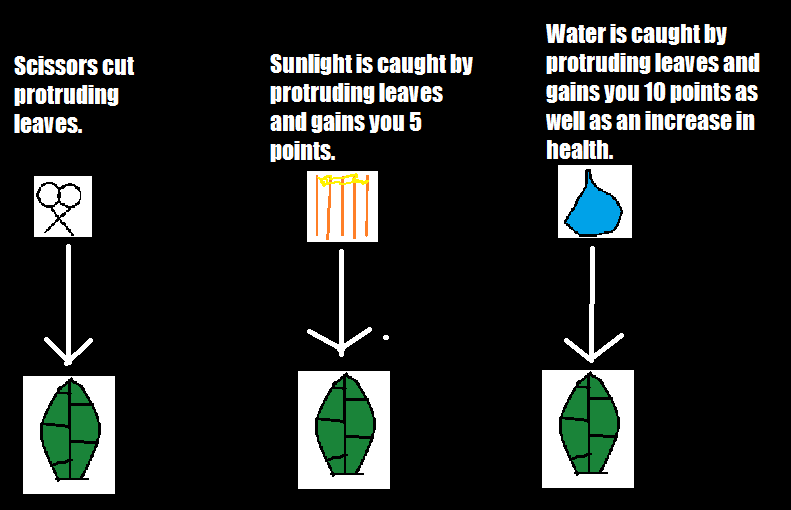 Scissors cut
protruding
leaves.
Sunlight is caught by
protruding leaves
and gains you 5
points.
Water is caught by
protruding leaves and
gains you 10 points as
well as an increase in
health.